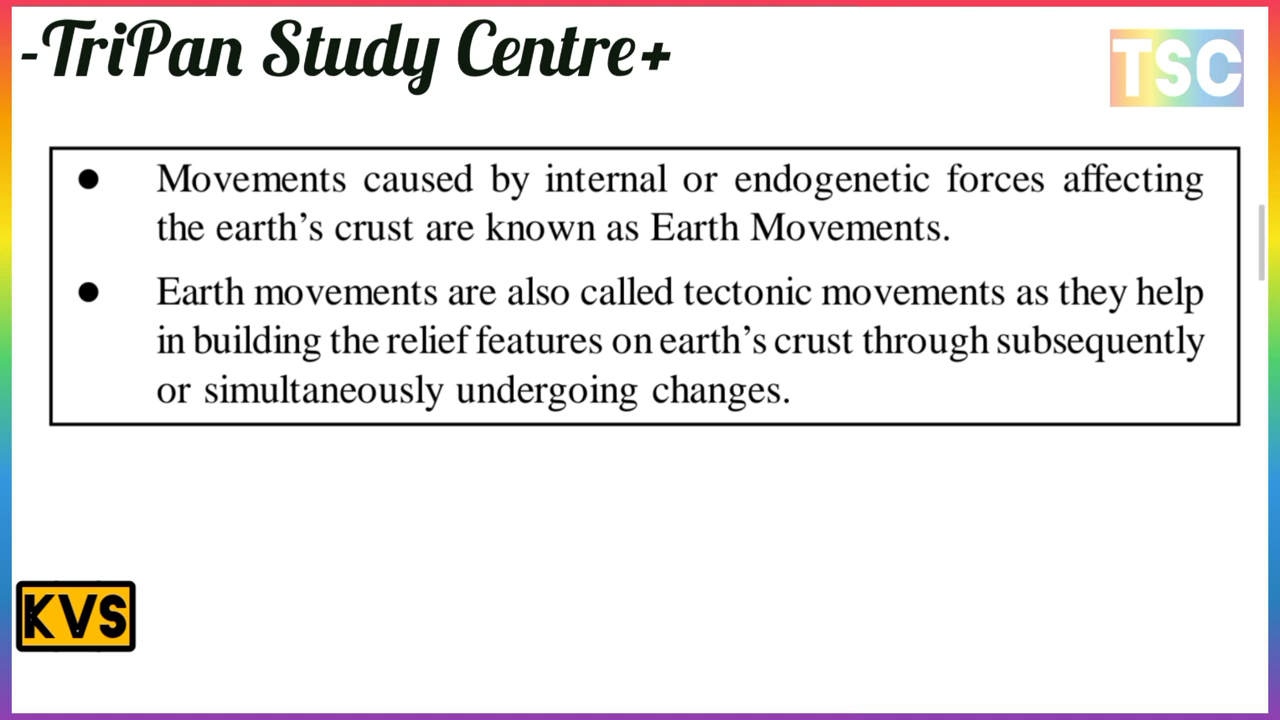 -TriPan Study Centre+
TSC
● Movements caused by internal or endogenetic forces affecting
the earth's crust are known as Earth Movements.
● Earth movements are also called tectonic movements as they help
in building the relief features on earth's crust through subsequently
or simultaneously undergoing changes.
KVS